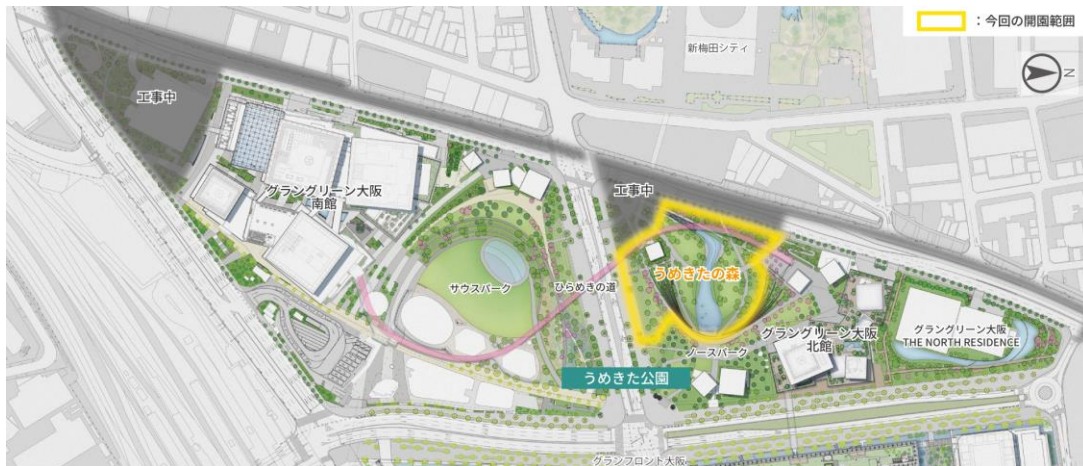 ：今回の開園範囲
新梅田シティ
N
工事中
工事中
グラングリーン大阪
南館
うめきたの森
サウスパーク
ひらめきの道
グラングリーン大阪
北館
グラングリーン大阪
THE NORTH RESIDENCE
ノースパーク
うめきた公園
グランフロント大阪